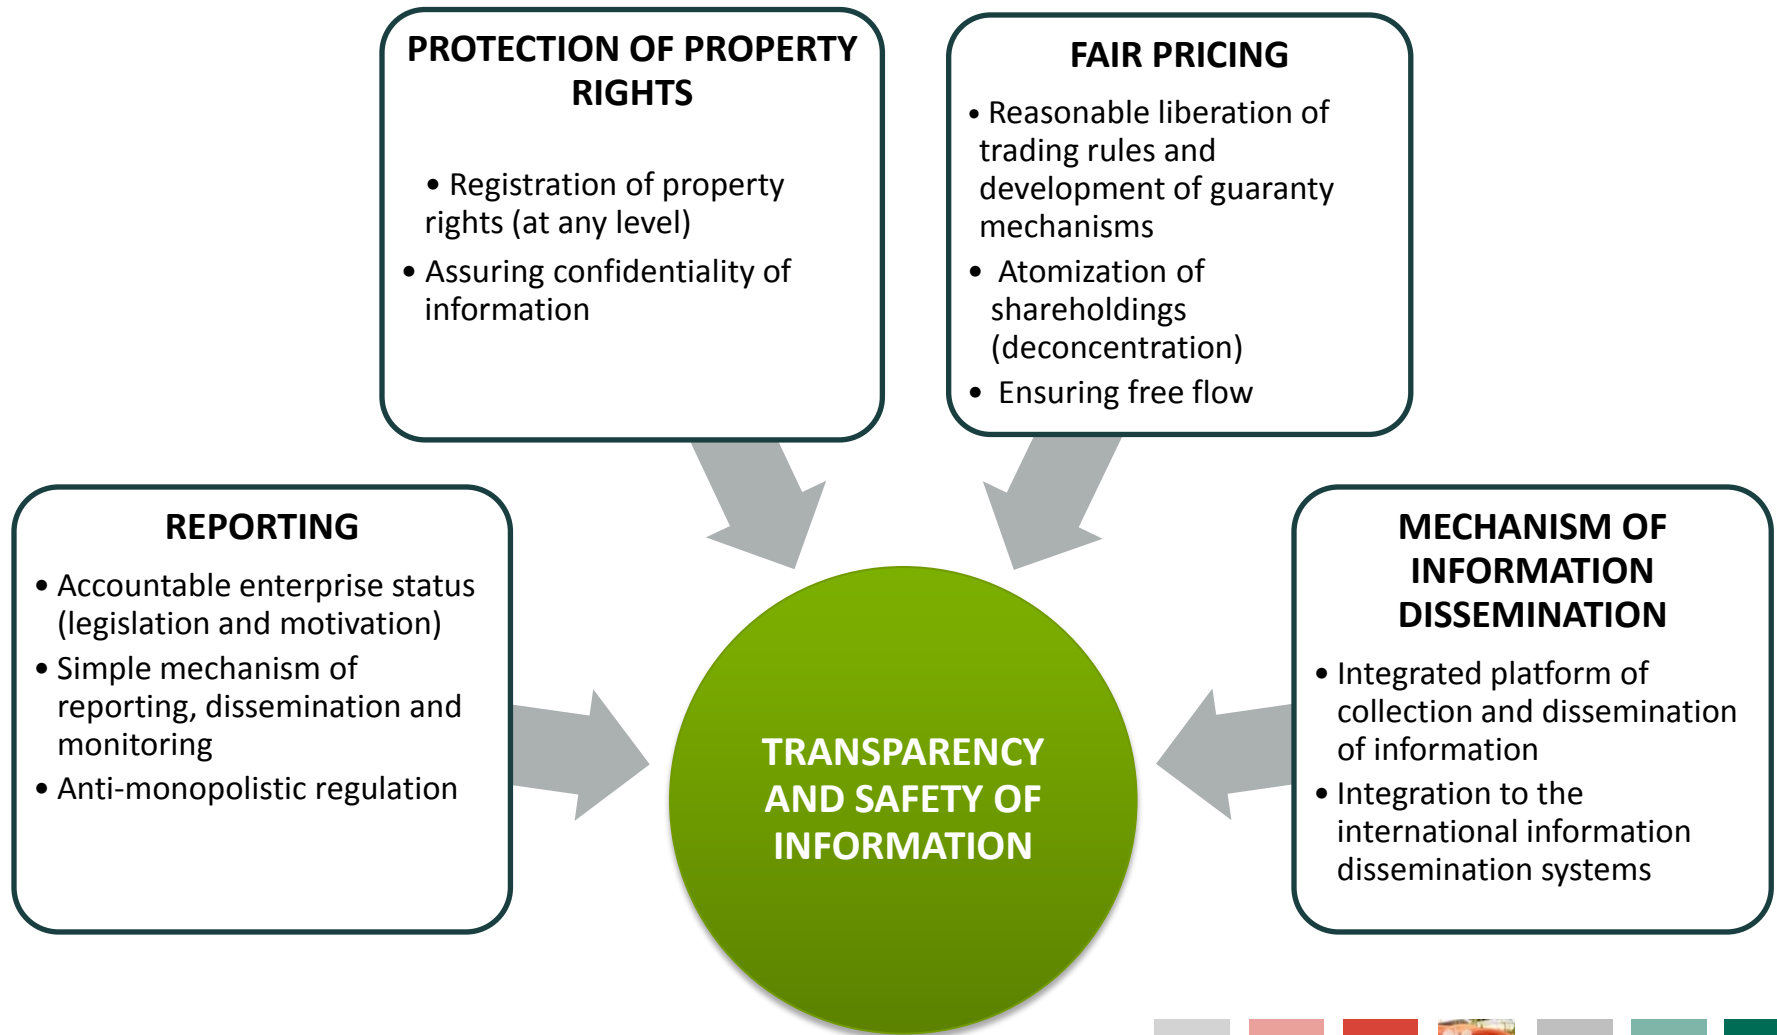 PROTECTION OF PROPERTY
RIGHTS
• Registration of property
rights (at any level)
• Assuring confidentiality of
information
FAIR PRICING
• Reasonable liberation of
trading rules and
development of guaranty
mechanisms
• Atomization of
shareholdings
(deconcentration)
• Ensuring free flow
REPORTING
• Accountable enterprise status
(legislation and motivation)
• Simple mechanism of
reporting, dissemination and
monitoring
• Anti-monopolistic regulation
MECHANISM OF
INFORMATION
DISSEMINATION
• Integrated platform of
collection and dissemination
of information
• Integration to the
international information
dissemination systems
TRANSPARENCY
AND SAFETY OF
INFORMATION